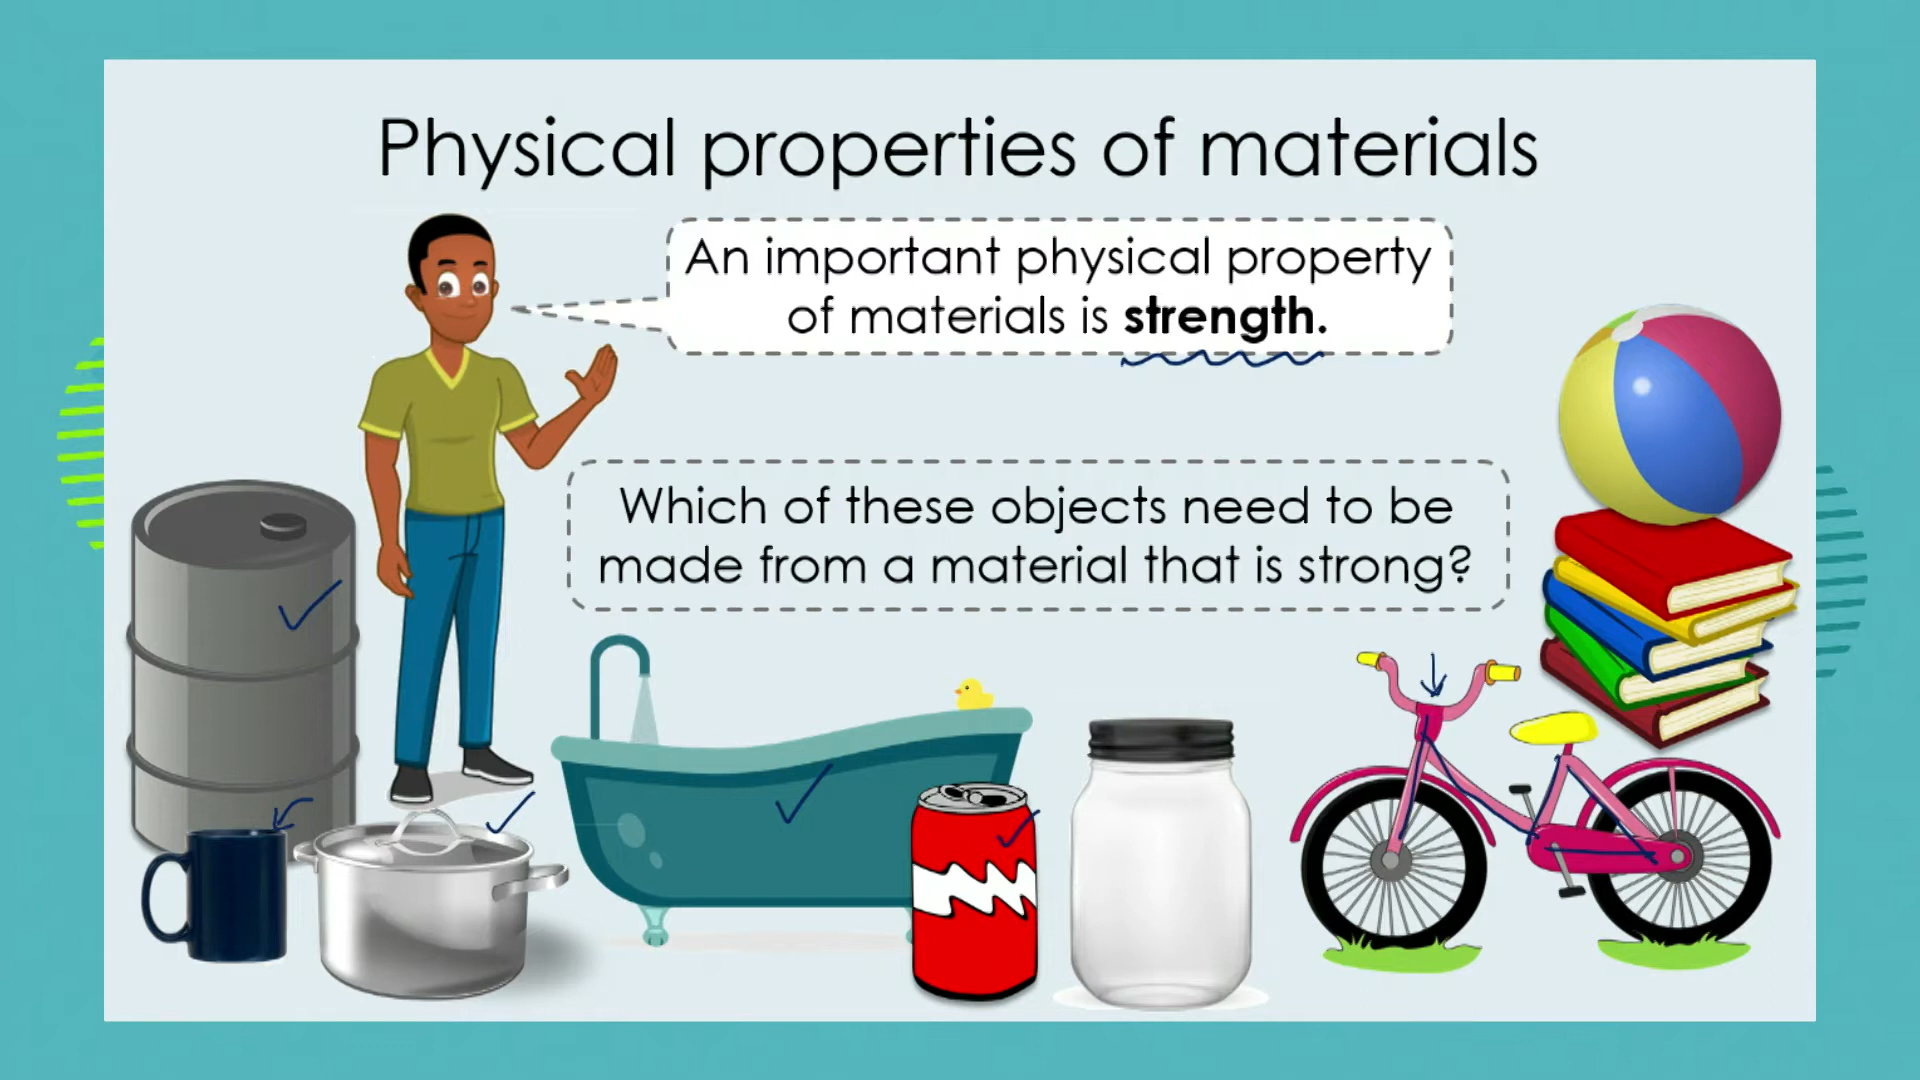 Physical properties of materials
An important physical property
of materials is strength.
Which of these objects need to be
made from a material that is strong?